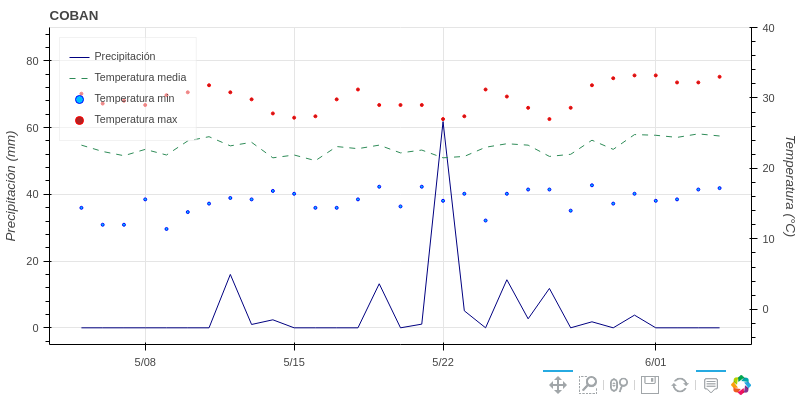 COBAN
Precipitación
Temperatura media
Temperatura min
Temperatura max
80
60
40
20
0
Precipitación (mm)
40
30
20
10
0
Temperatura (°C)
5/08
5/15
5/22
6/01